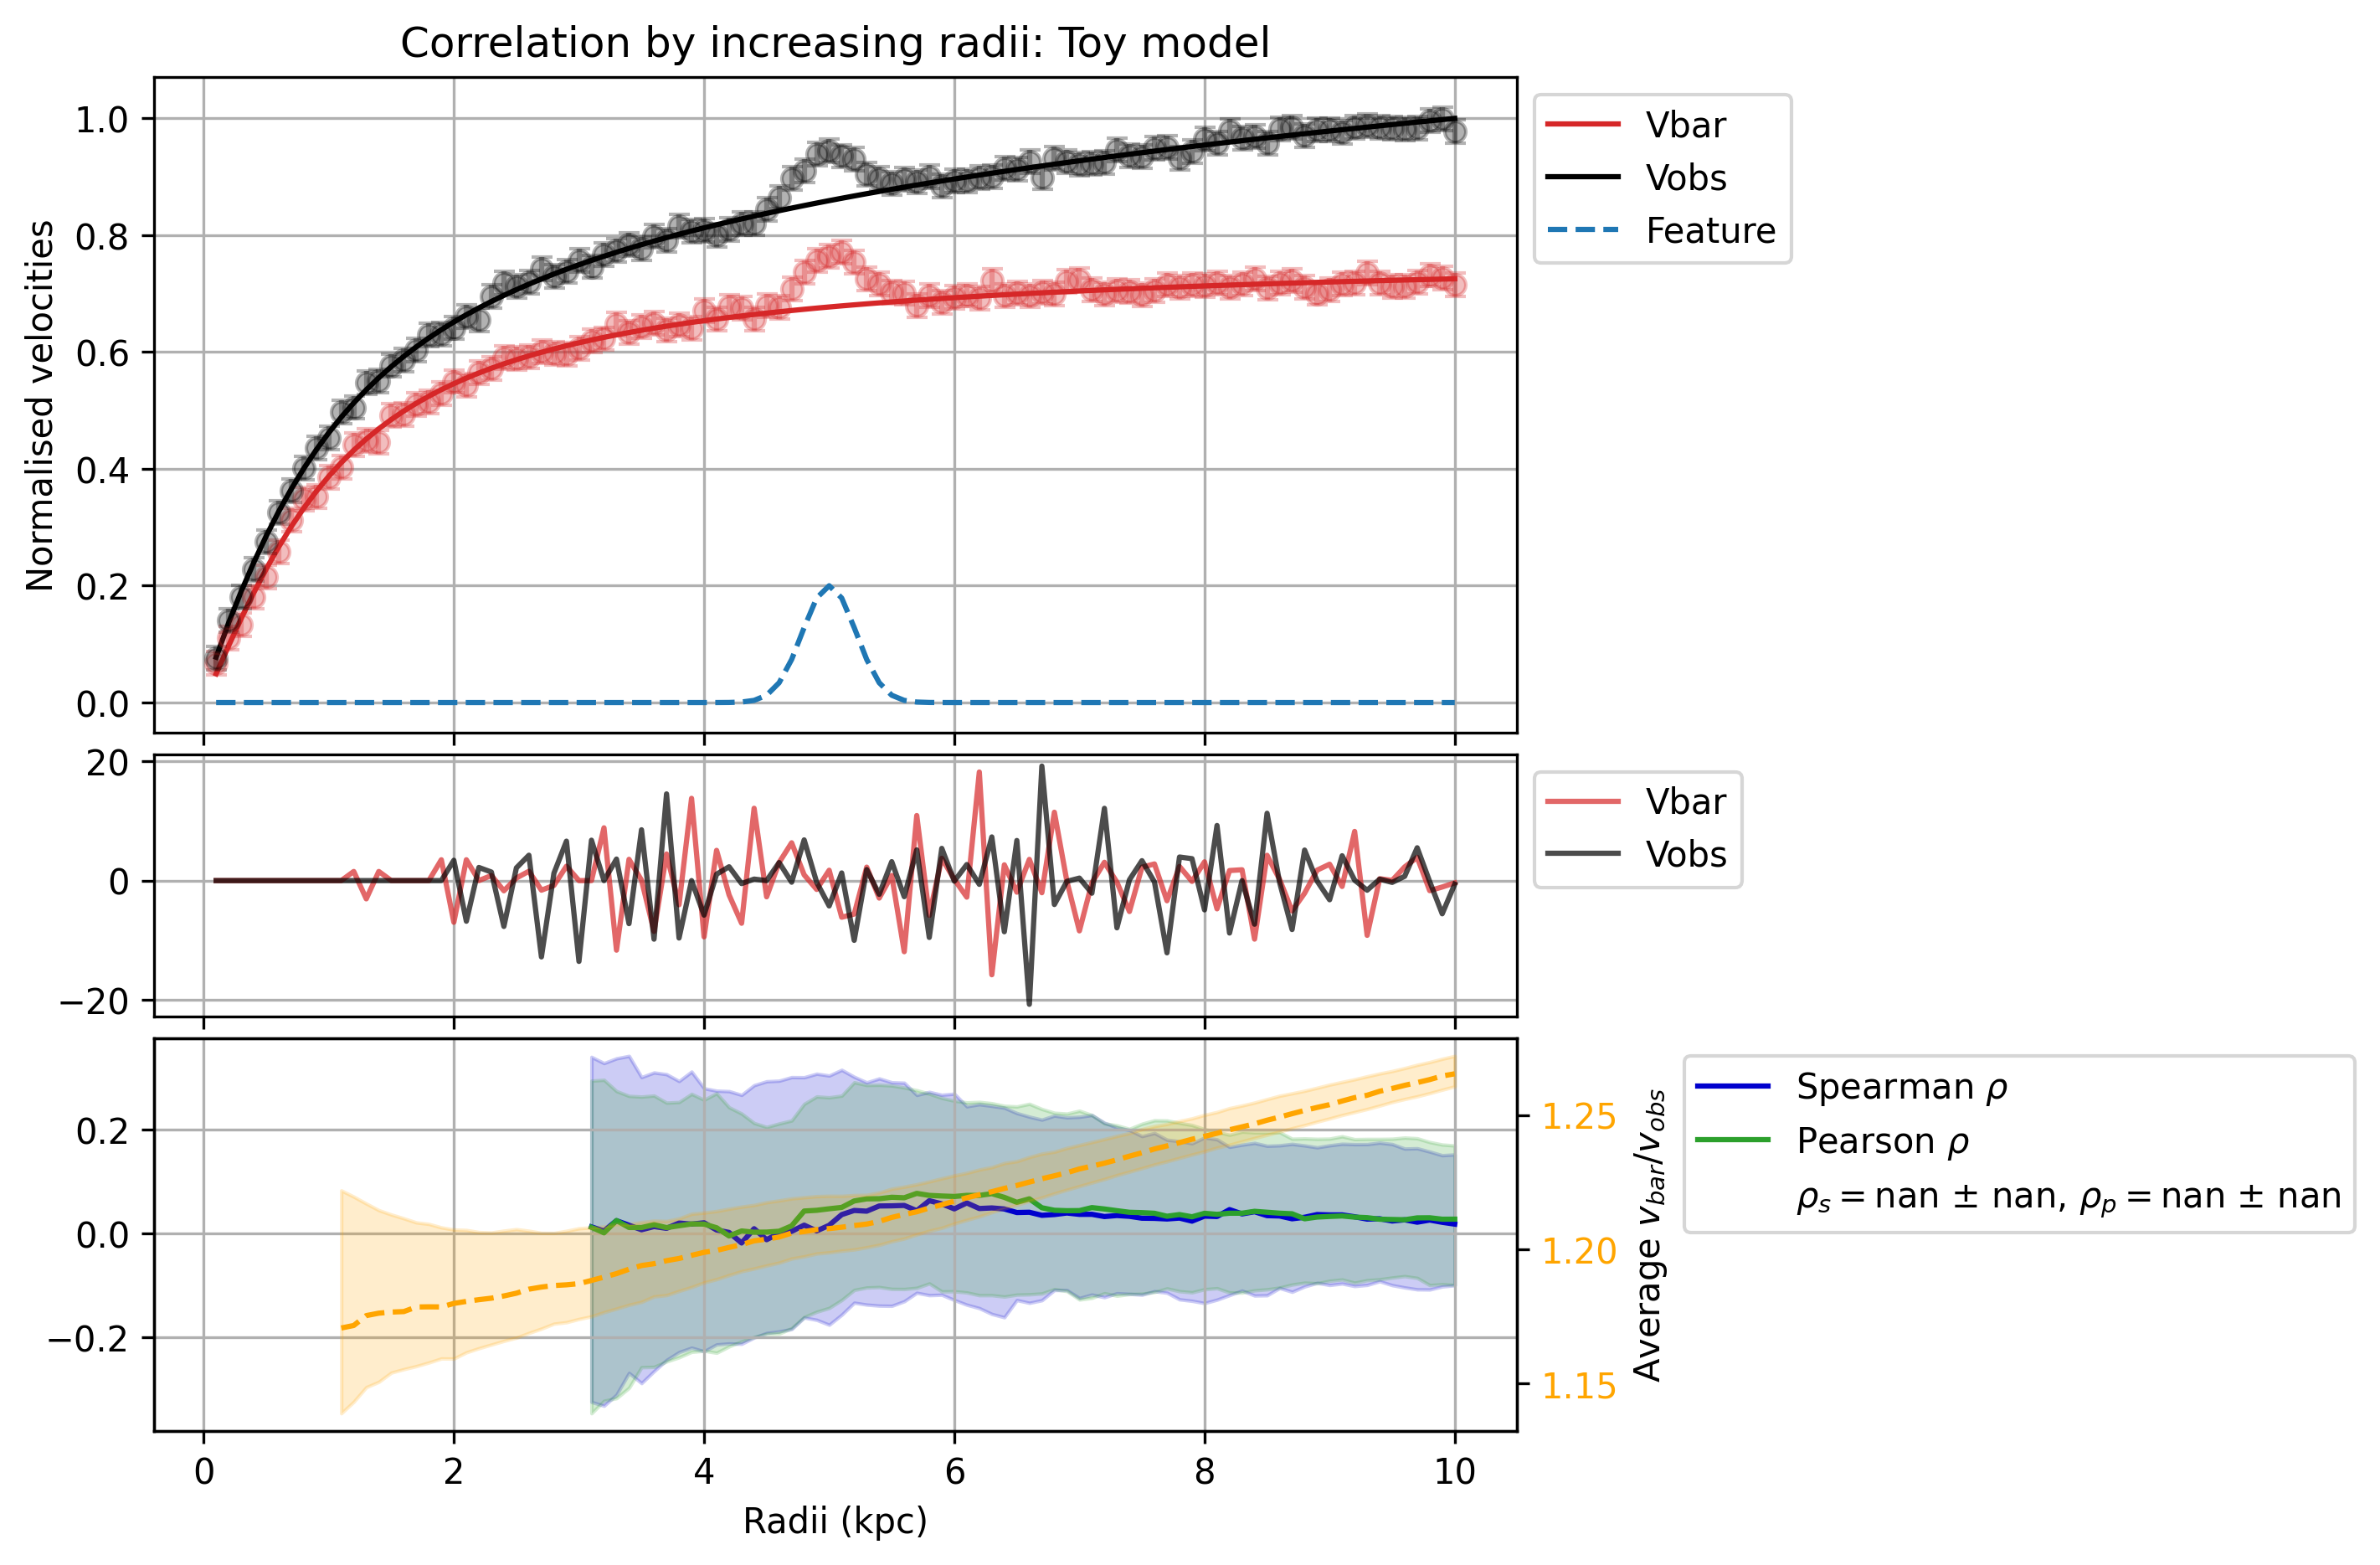 Correlation by increasing radii: Toy model
Normalised velocities
1.0
0.8
0.6
0.4
0.2
0.0
Vbar
Vobs
Feature
20
0
−20
Vbar
Vobs
0.2
0.0
−0.2
1.25
1.20
1.15
Average v_bar/v_obs
Spearman ρ
Pearson ρ
ρ_s = nan ± nan, ρ_p = nan ± nan
0 2 4 6 8 10
Radii (kpc)